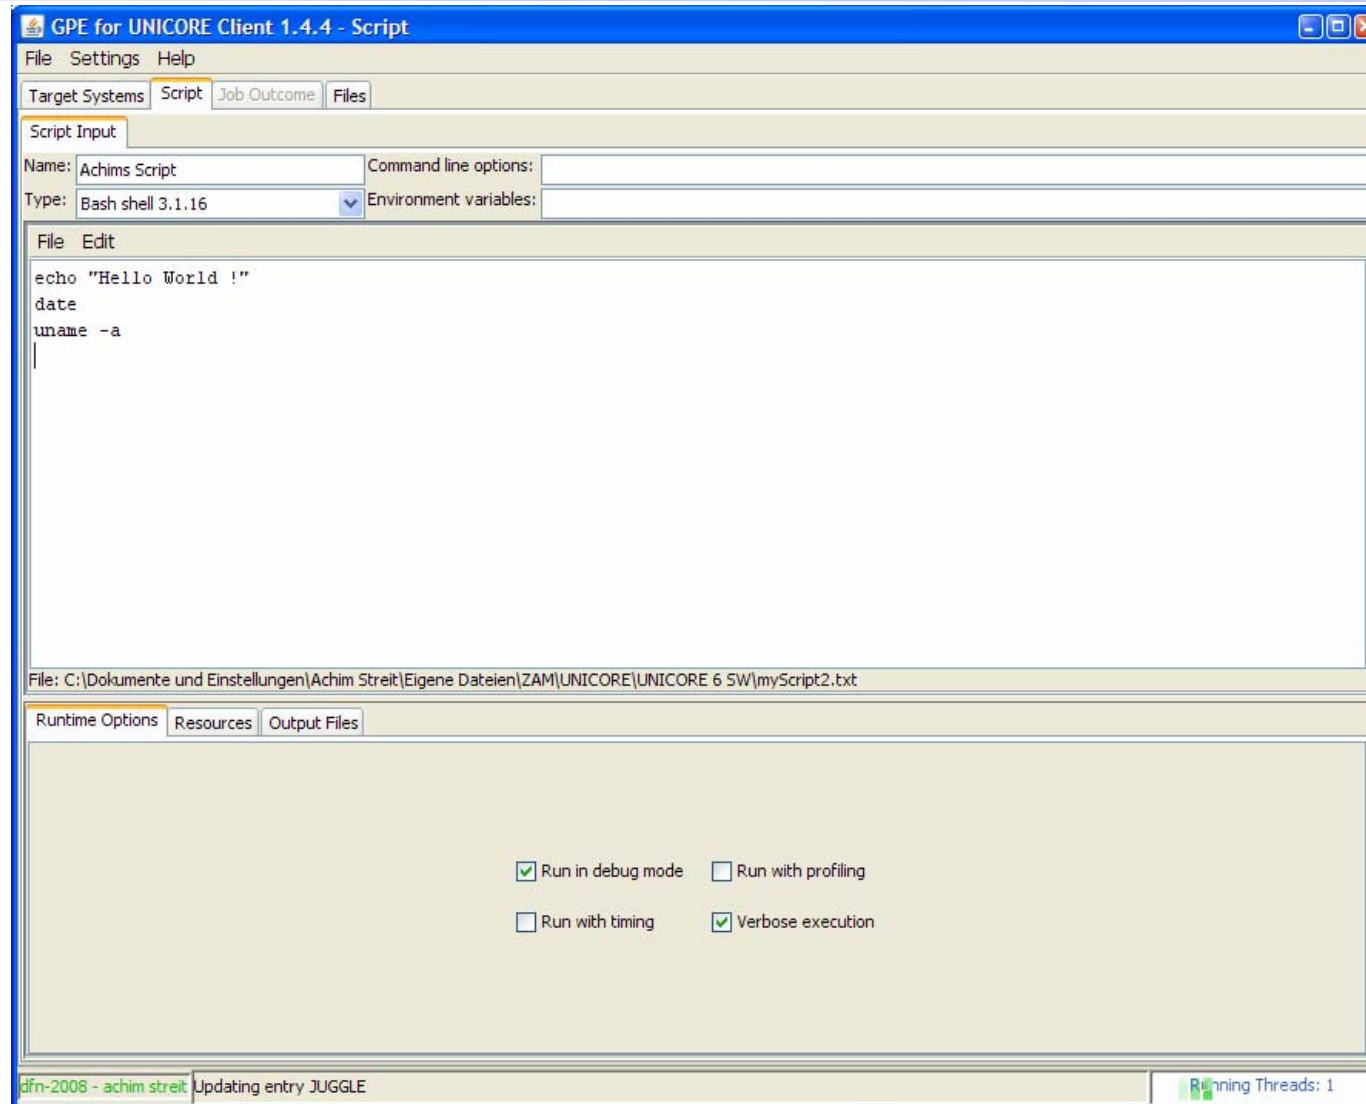 GPE for UNICORE Client 1.4.4 - Script
File Settings Help
Target Systems Script Job Outcome Files
Script Input
Name: Achims Script Command line options:
Type: Bash shell 3.1.16 Environment variables:
File Edit
echo "Hello World !"
date
uname -a
File: C:\Dokumente und Einstellungen\Achim Streit\Eigene Dateien\ZAM\UNICORE\UNICORE 6 SW\myScript2.txt
Runtime Options Resources Output Files
Run in debug mode Run with profiling
Run with timing Verbose execution
dfn-2008 - achim streit Updating entry JUGGLE Running Threads: 1